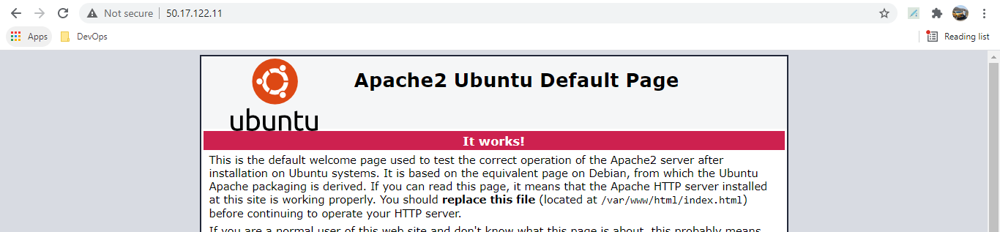 Not secure 50.17.122.11
Apps DevOps Reading list
Apache2 Ubuntu Default Page
ubuntu
It works!
This is the default welcome page used to test the correct operation of the Apache2 server after
installation on Ubuntu systems. It is based on the equivalent page on Debian, from which the Ubuntu
Apache packaging is derived. If you can read this page, it means that the Apache HTTP server installed
at this site is working properly. You should replace this file (located at /var/www/html/index.html)
before continuing to operate your HTTP server.
If you are a normal user of this web site and don't know what this page is about, this probably means